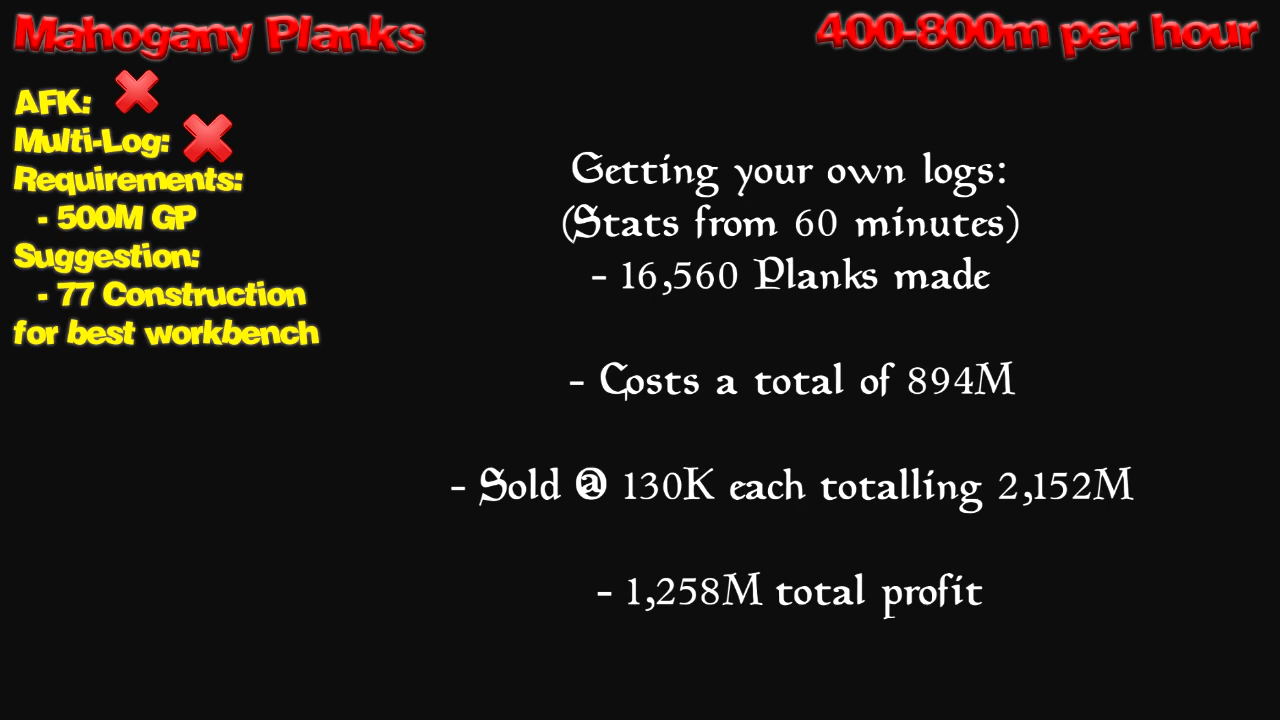 Mahogany Planks
400-800m per hour
AFK:
Multi-Log:
Requirements:
- 500M GP
Suggestion:
- 77 Construction
for best workbench
Getting your own logs:
(Stats from 60 minutes)
- 16,560 Planks made
- Costs a total of 894M
- Sold @ 130K each totalling 2,152M
- 1,258M total profit